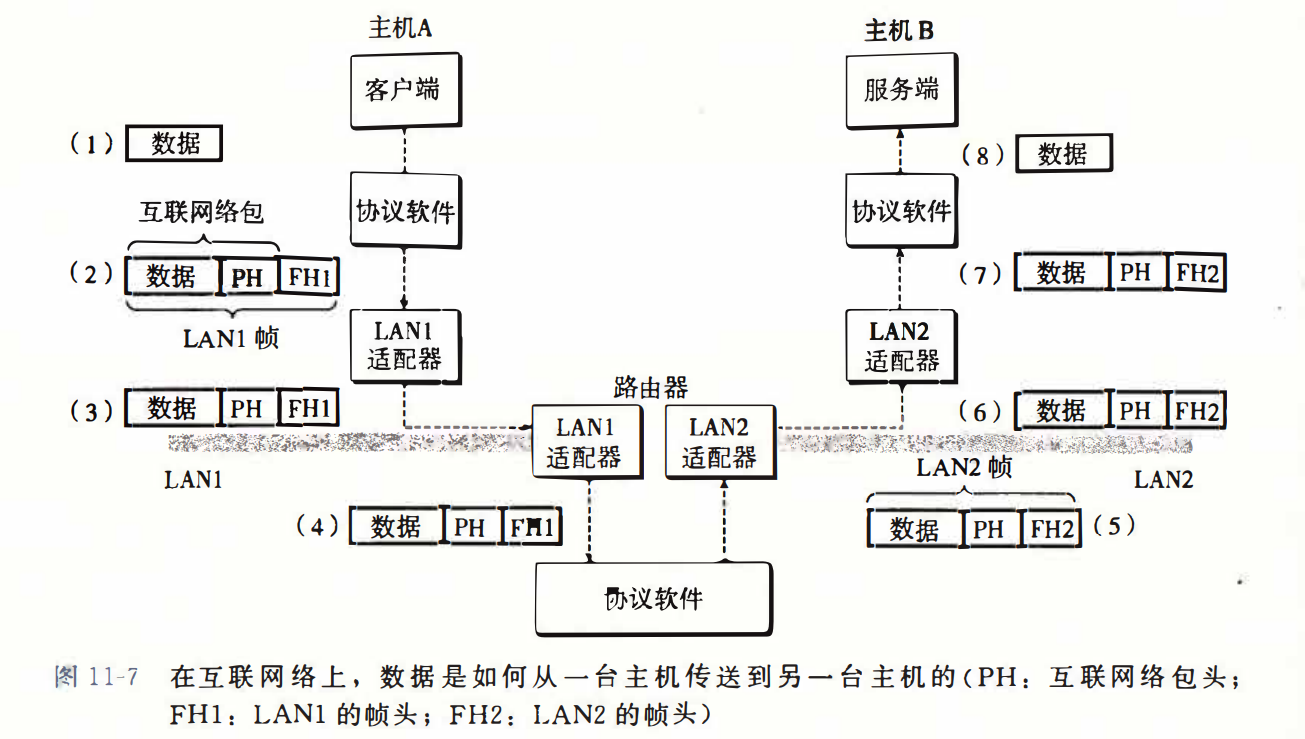 主机A
主机B
客户端
服务端
(1) 数据
(8) 数据
协议软件
协议软件
互联网络包
(2) 数据 PH FH1
(7) 数据 PH FH2
LAN1 帧
LAN1
适配器
LAN2
适配器
路由器
(3) 数据 PH FH1
(6) 数据 PH FH2
LAN1
适配器
LAN2
适配器
LAN1
LAN2 帧
LAN2
(4) 数据 PH FH1
数据 PH FH2 (5)
协议软件
图 11-7 在互联网络上，数据是如何从一台主机传送到另一台主机的(PH：互联网络包头；
FH1：LAN1 的帧头；FH2：LAN2 的帧头)